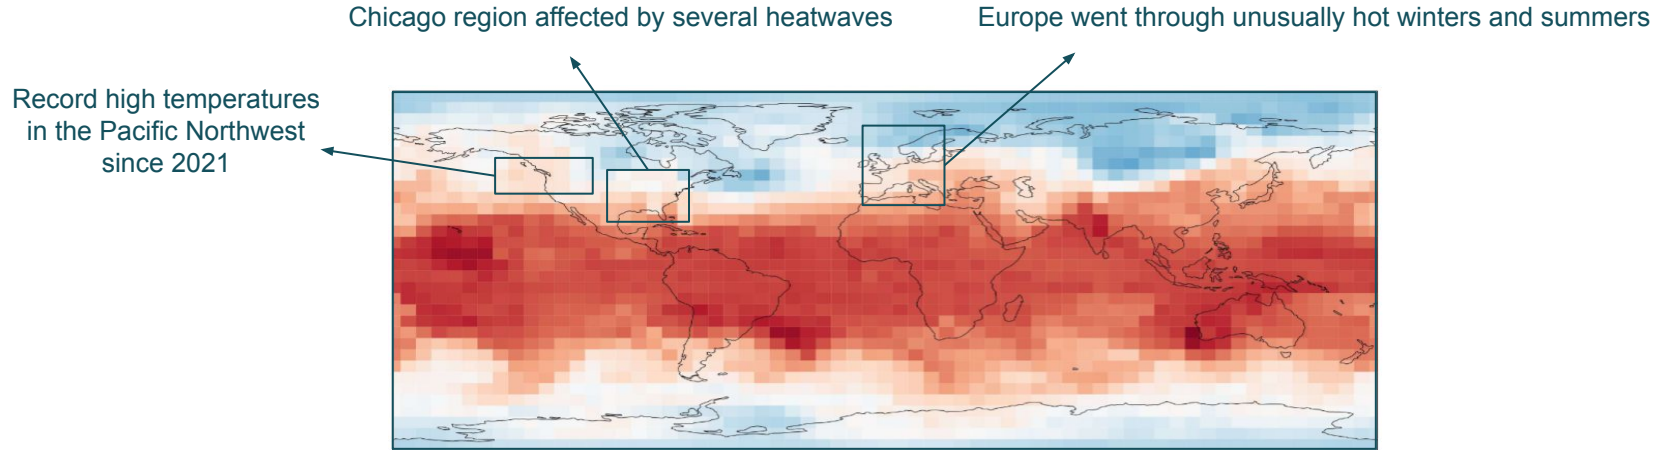 Chicago region affected by several heatwaves
Europe went through unusually hot winters and summers
Record high temperatures
in the Pacific Northwest
since 2021